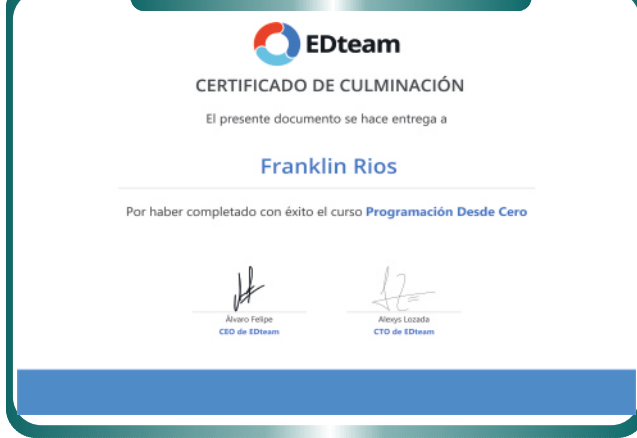 EDteam
CERTIFICADO DE CULMINACIÓN
El presente documento se hace entrega a
Franklin Rios
Por haber completado con éxito el curso Programación Desde Cero
Álvaro Felipe
CEO de EDteam
Alexys Lozada
CTO de EDteam